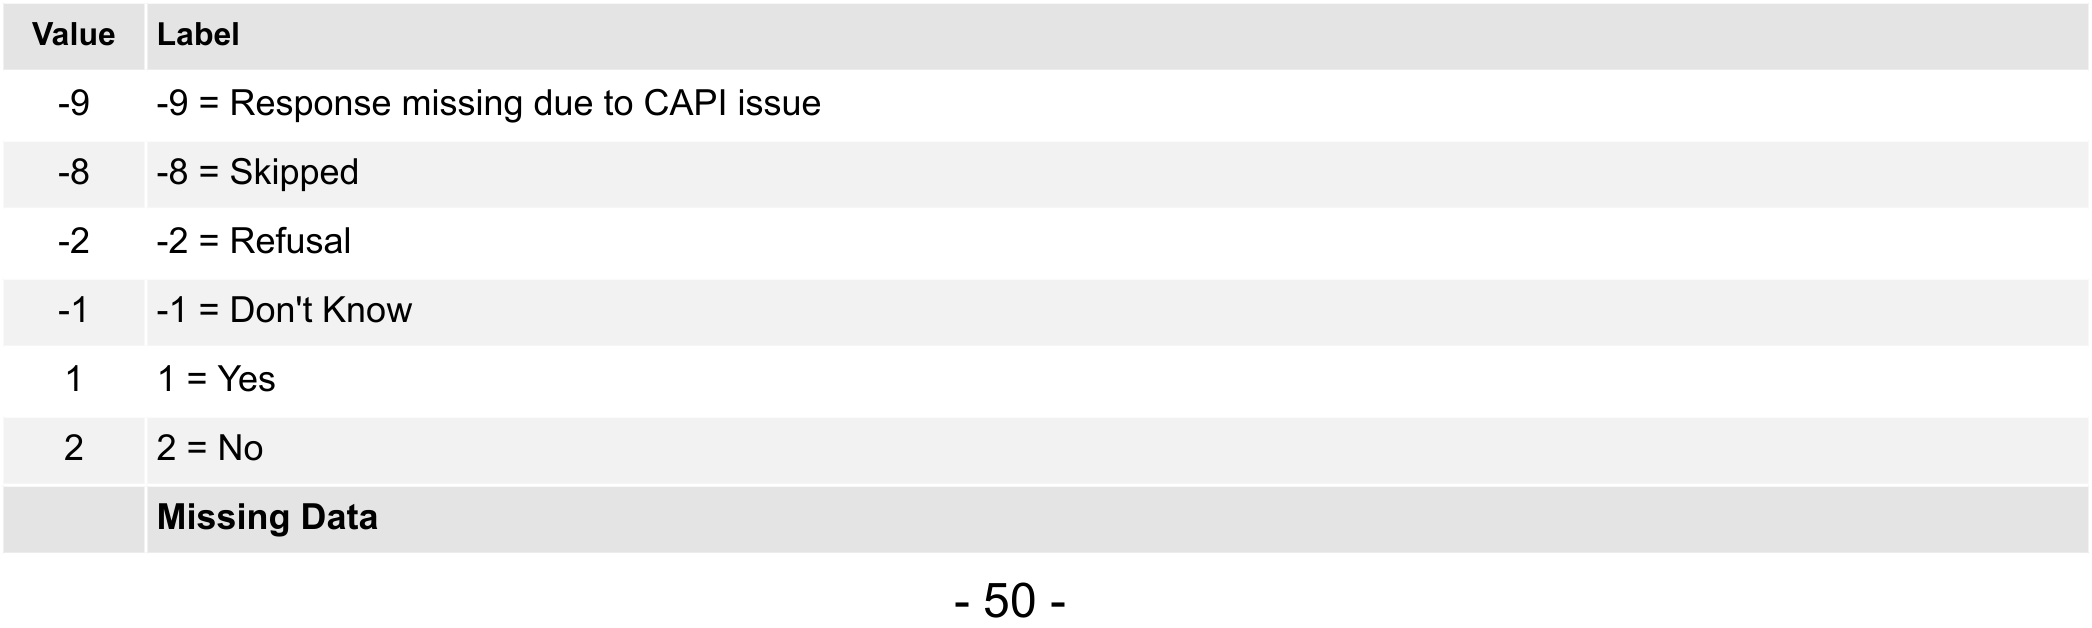 Value Label
-9 -9 = Response missing due to CAPI issue
-8 -8 = Skipped
-2 -2 = Refusal
-1 -1 = Don't Know
1 1 = Yes
2 2 = No
Missing Data
- 50 -